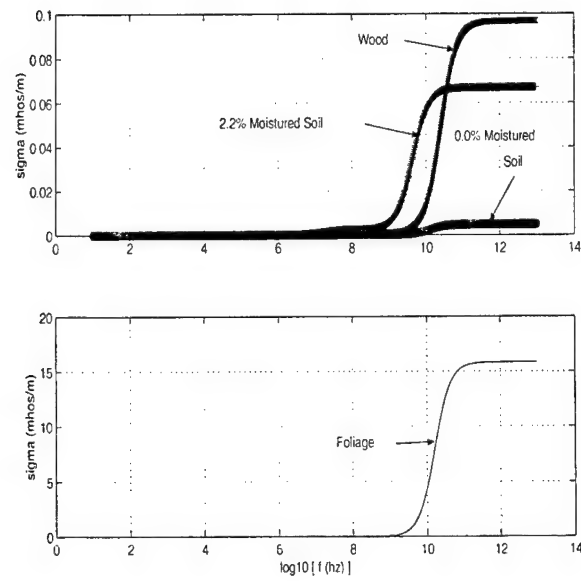 0.1
0.08
0.06
0.04
0.02
0
sigma (mhos/m)
Wood
2.2% Moistured Soil
0.0% Moistured
Soil
0 2 4 6 8 10 12 14
20
15
10
5
0
sigma (mhos/m)
Foliage
0 2 4 6 8 10 12 14
log10 [ f (hz) ]